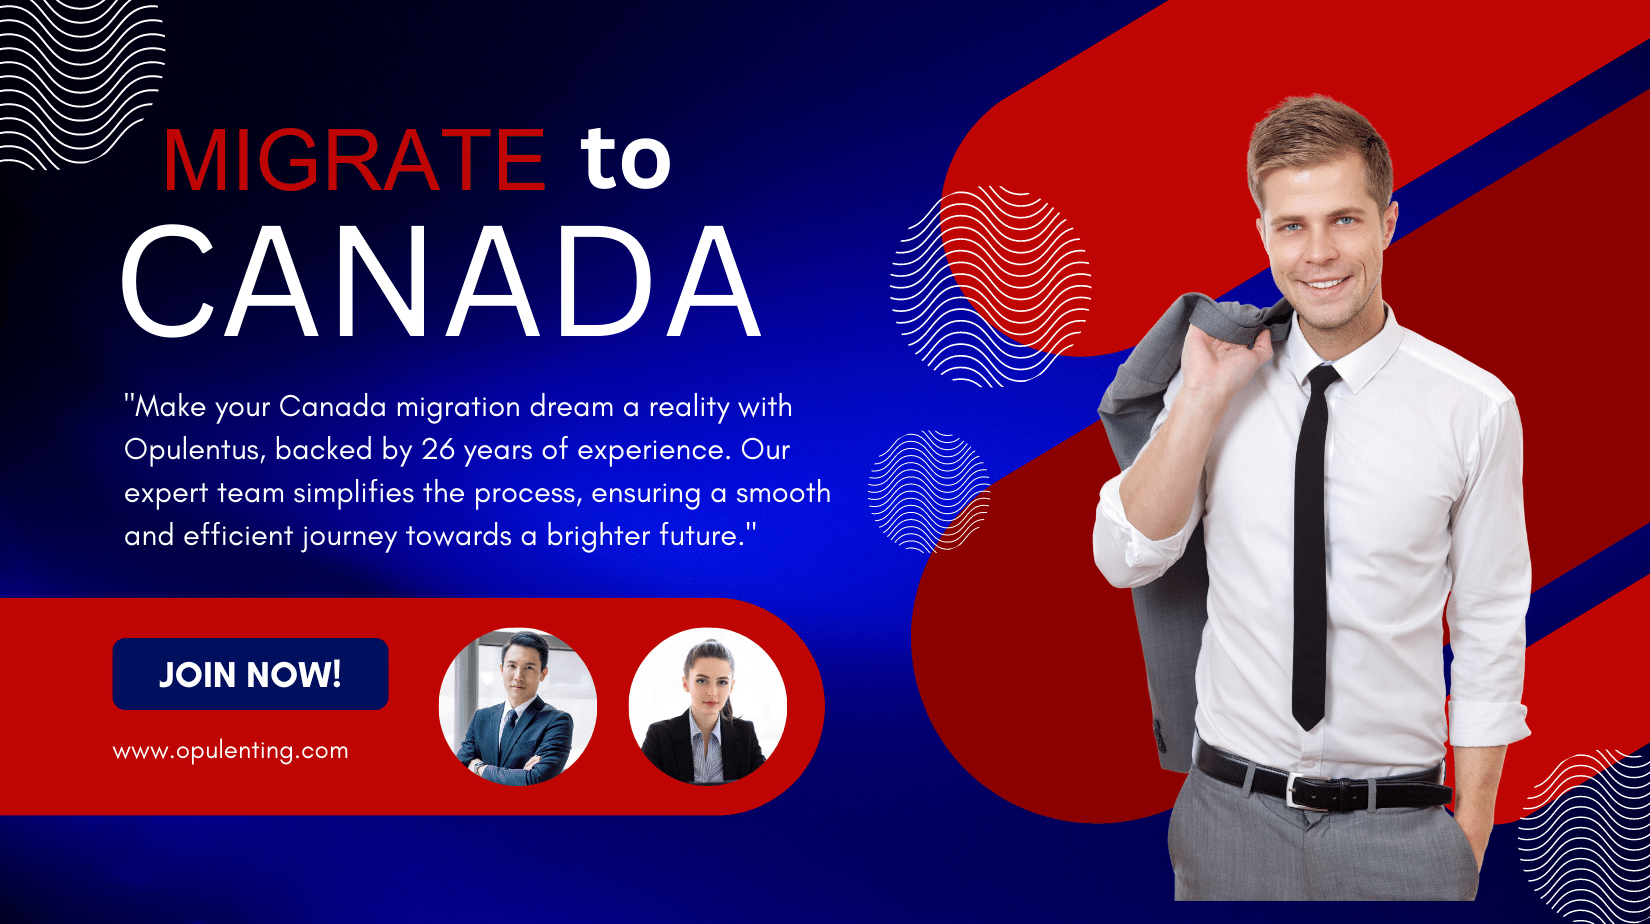 MIGRATE to
CANADA
"Make your Canada migration dream a reality with
Opulentus, backed by 26 years of experience. Our
expert team simplifies the process, ensuring a smooth
and efficient journey towards a brighter future."
JOIN NOW!
www.opulenting.com